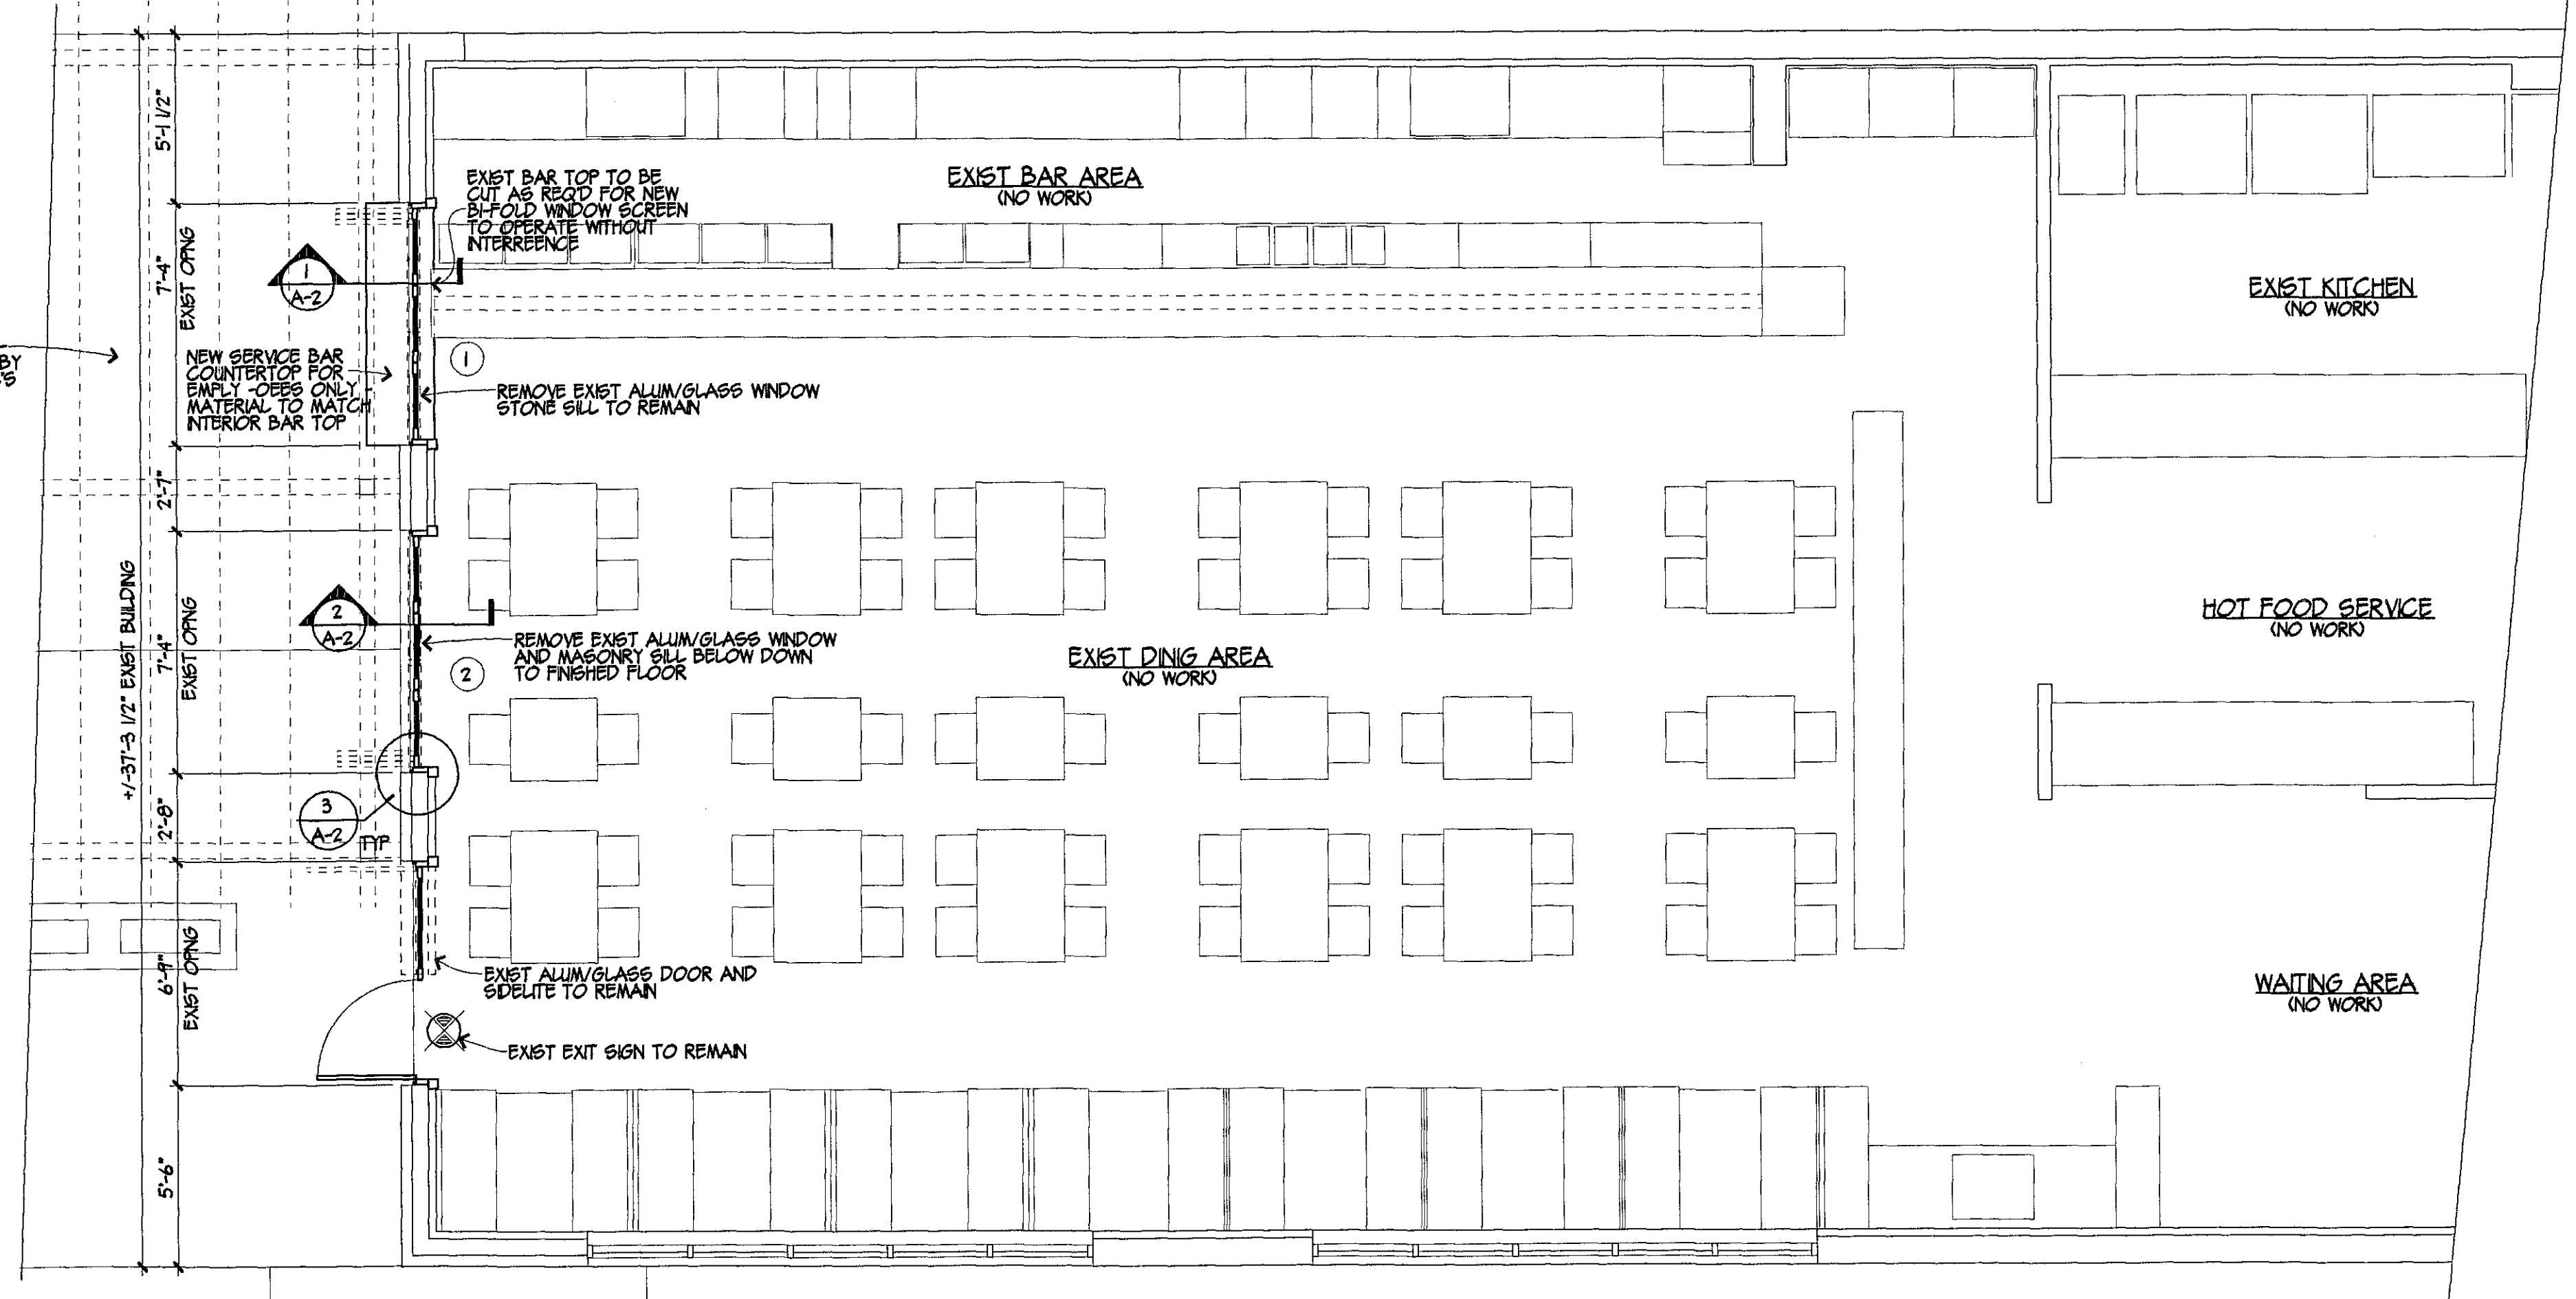 5'-1 1/2"
EXIST BAR TOP TO BE
CUT AS REQ'D FOR NEW
BI-FOLD WINDOW SCREEN
TO OPERATE WITHOUT
INTERREENCE
EXIST BAR AREA
(NO WORK)
7'-4"
EXIST OPNG
1
A-2
EXIST KITCHEN
(NO WORK)
BY
NEW SERVICE BAR
COUNTERTOP FOR
EMPLY -OEES ONLY
MATERIAL TO MATCH
INTERIOR BAR TOP
1
REMOVE EXIST ALUM/GLASS WINDOW
STONE SILL TO REMAIN
2'-7"
+/-37'-3 1/2" EXIST BUILDING
7'-4"
EXIST OPNG
2
A-2
REMOVE EXIST ALUM/GLASS WINDOW
AND MASONRY SILL BELOW DOWN
TO FINISHED FLOOR
2
EXIST DINIG AREA
(NO WORK)
HOT FOOD SERVICE
(NO WORK)
2'-8"
3
A-2
TYP
6'-9"
EXIST OPNG
EXIST ALUM/GLASS DOOR AND
SIDELITE TO REMAIN
WAITING AREA
(NO WORK)
EXIST EXIT SIGN TO REMAIN
5'-6"